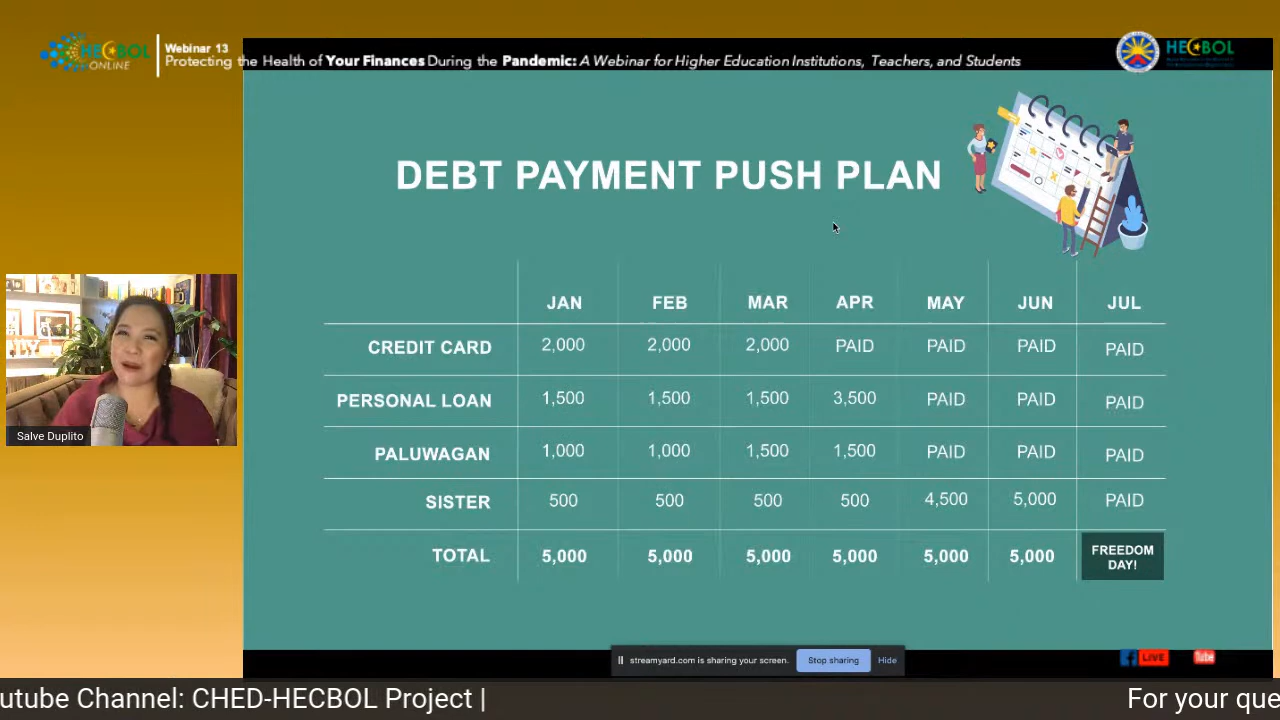 HECBOL
ONLINE
Webinar 13
Protecting the Health of Your Finances During the Pandemic: A Webinar for Higher Education Institutions, Teachers, and Students
HECBOL
DEBT PAYMENT PUSH PLAN
JAN FEB MAR APR MAY JUN JUL
CREDIT CARD 2,000 2,000 2,000 PAID PAID PAID PAID
PERSONAL LOAN 1,500 1,500 1,500 3,500 PAID PAID PAID
PALUWAGAN 1,000 1,000 1,500 1,500 PAID PAID PAID
SISTER 500 500 500 500 4,500 5,000 PAID
TOTAL 5,000 5,000 5,000 5,000 5,000 5,000 FREEDOM
DAY!
Salve Duplito
streamyard.com is sharing your screen. Stop sharing Hide
LIVE
Tube
utube Channel: CHED-HECBOL Project | For your que